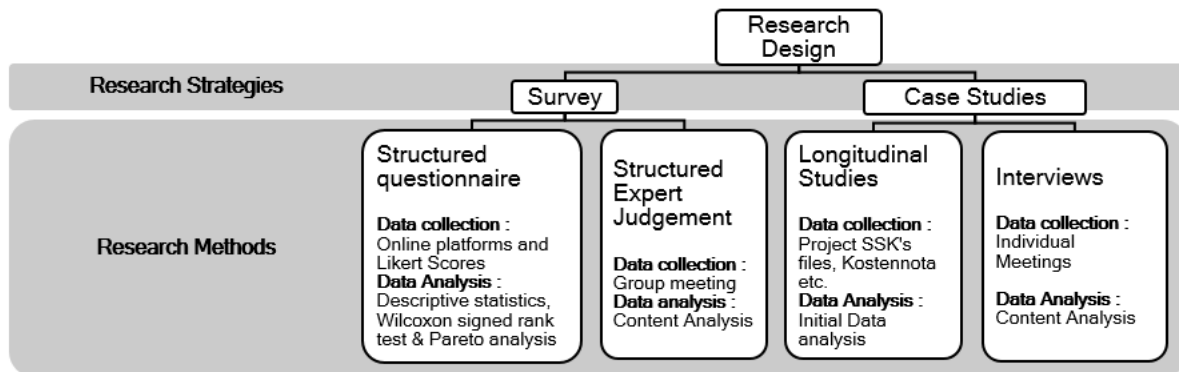 Research
Design
Research Strategies
Survey
Case Studies
Research Methods
Structured
questionnaire
Data collection :
Online platforms and
Likert Scores
Data Analysis :
Descriptive statistics,
Wilcoxon signed rank
test & Pareto analysis
Structured
Expert
Judgement
Data collection :
Group meeting
Data analysis :
Content Analysis
Longitudinal
Studies
Data collection :
Project SSK's
files, Kostennota
etc.
Data Analysis :
Initial Data
analysis
Interviews
Data collection :
Individual
Meetings
Data Analysis :
Content Analysis